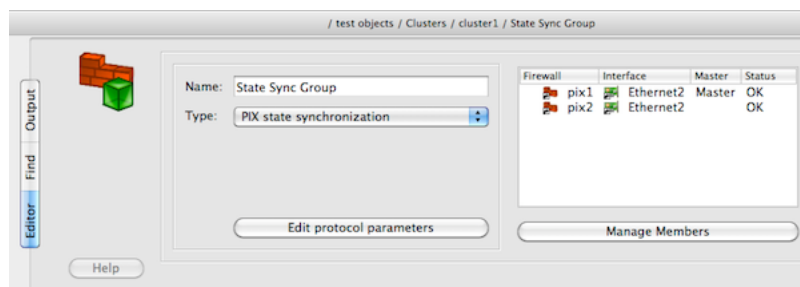 / test objects / Clusters / cluster1 / State Sync Group
Output
Find
Editor
Name: State Sync Group
Type: PIX state synchronization
Edit protocol parameters
Help
Firewall Interface Master Status
pix1 Ethernet2 Master OK
pix2 Ethernet2 OK
Manage Members